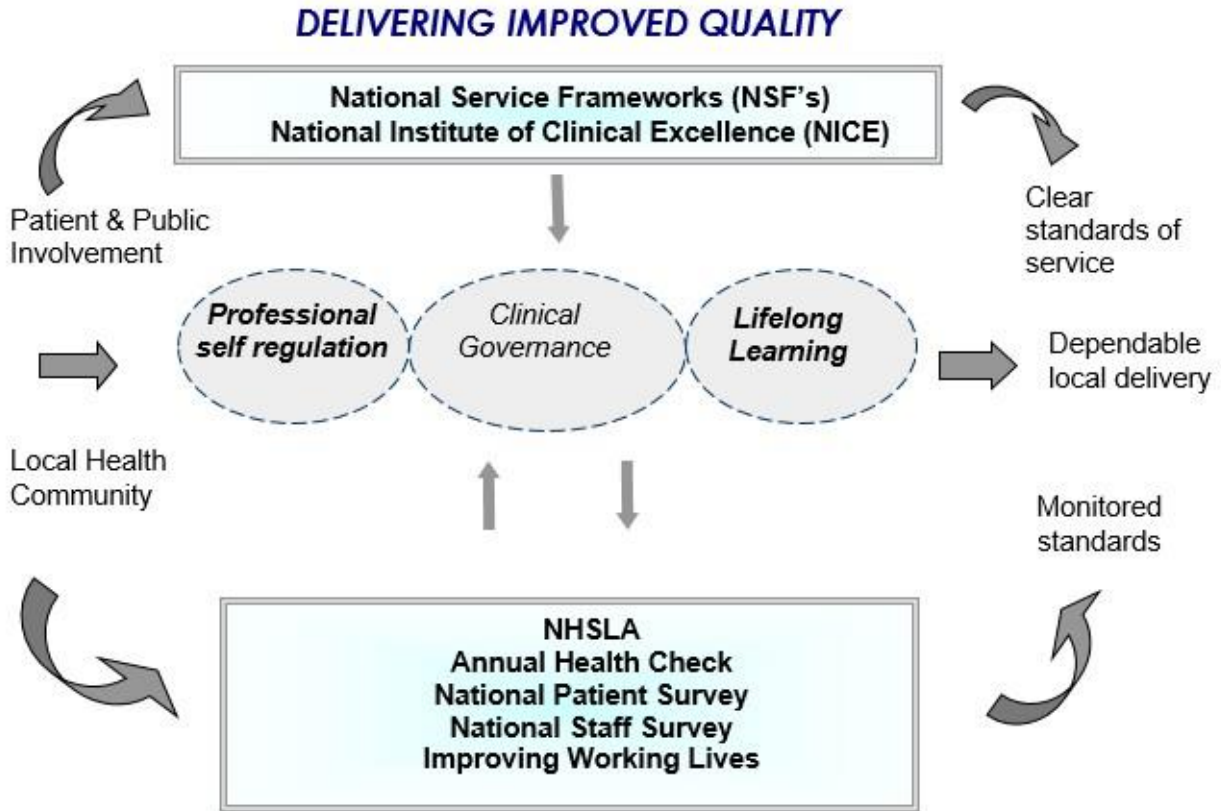 DELIVERING IMPROVED QUALITY
National Service Frameworks (NSF's)
National Institute of Clinical Excellence (NICE)
Patient & Public
Involvement
Clear
standards of
service
Professional
self regulation
Clinical
Governance
Lifelong
Learning
Dependable
local delivery
Local Health
Community
Monitored
standards
NHSLA
Annual Health Check
National Patient Survey
National Staff Survey
Improving Working Lives